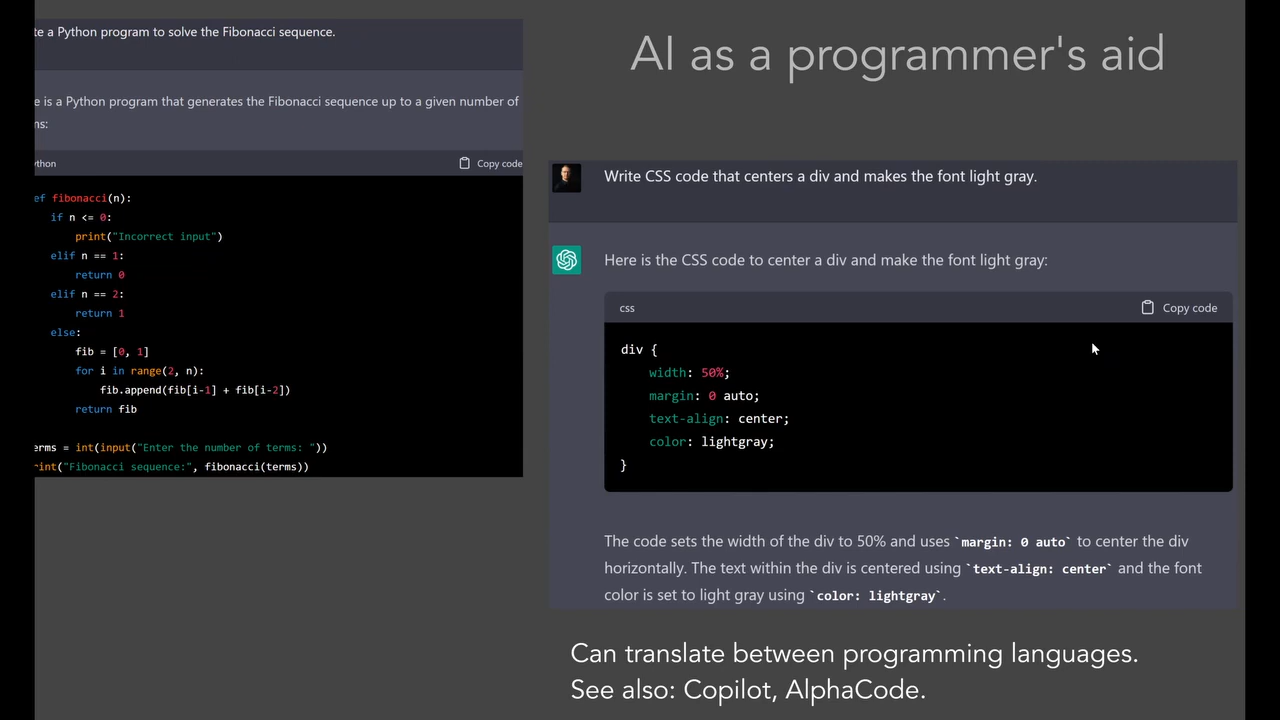 AI as a programmer's aid
te a Python program to solve the Fibonacci sequence.
e is a Python program that generates the Fibonacci sequence up to a given number of
ms:
ython Copy code
ef fibonacci(n):
    if n <= 0:
        print("Incorrect input")
    elif n == 1:
        return 0
    elif n == 2:
        return 1
    else:
        fib = [0, 1]
        for i in range(2, n):
            fib.append(fib[i-1] + fib[i-2])
        return fib
erms = int(input("Enter the number of terms: "))
rint("Fibonacci sequence:", fibonacci(terms))
Write CSS code that centers a div and makes the font light gray.
Here is the CSS code to center a div and make the font light gray:
css Copy code
div {
    width: 50%;
    margin: 0 auto;
    text-align: center;
    color: lightgray;
}
The code sets the width of the div to 50% and uses `margin: 0 auto` to center the div
horizontally. The text within the div is centered using `text-align: center` and the font
color is set to light gray using `color: lightgray`.
Can translate between programming languages.
See also: Copilot, AlphaCode.